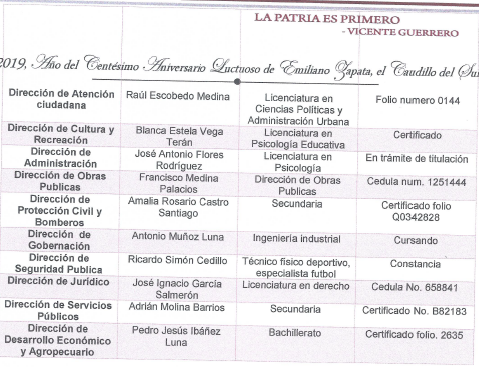 LA PATRIA ES PRIMERO
- VICENTE GUERRERO
2019, Año del Centésimo Aniversario Luctuoso de Emiliano Zapata, el Caudillo del Sur
Dirección de Atención ciudadana | Raúl Escobedo Medina | Licenciatura en Ciencias Políticas y Administración Urbana | Folio numero 0144
Dirección de Cultura y Recreación | Blanca Estela Vega Terán | Licenciatura en Psicología Educativa | Certificado
Dirección de Administración | José Antonio Flores Rodríguez | Licenciatura en Psicología | En trámite de titulación
Dirección de Obras Publicas | Francisco Medina Palacios | Dirección de Obras Publicas | Cedula num. 1251444
Dirección de Protección Civil y Bomberos | Amalia Rosario Castro Santiago | Secundaria | Certificado folio Q0342828
Dirección de Gobernación | Antonio Muñoz Luna | Ingeniería industrial | Cursando
Dirección de Seguridad Publica | Ricardo Simón Cedillo | Técnico físico deportivo, especialista futbol | Constancia
Dirección de Jurídico | José Ignacio García Salmerón | Licenciatura en derecho | Cedula No. 658841
Dirección de Servicios Públicos | Adrián Molina Barrios | Secundaria | Certificado No. B82183
Dirección de Desarrollo Económico y Agropecuario | Pedro Jesús Ibáñez Luna | Bachillerato | Certificado folio. 2635